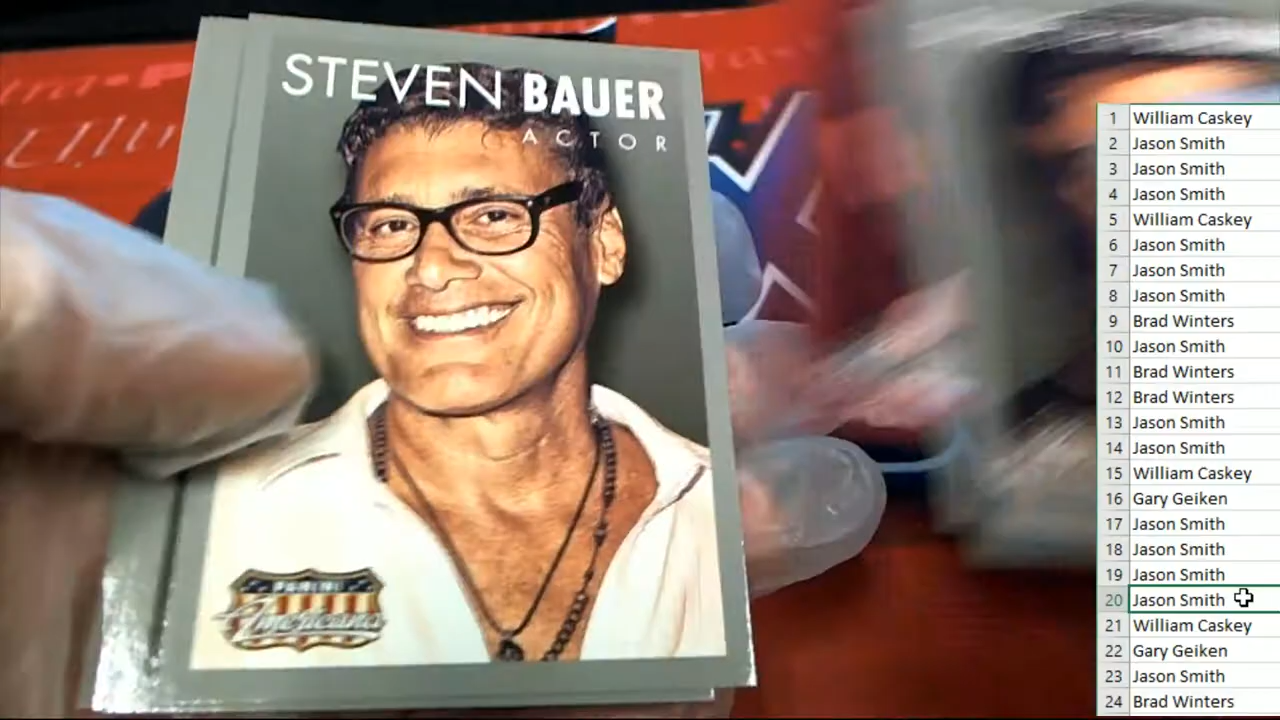 STEVEN BAUER
ACTOR
PANINI
Americana
1 William Caskey
2 Jason Smith
3 Jason Smith
4 Jason Smith
5 William Caskey
6 Jason Smith
7 Jason Smith
8 Jason Smith
9 Brad Winters
10 Jason Smith
11 Brad Winters
12 Brad Winters
13 Jason Smith
14 Jason Smith
15 William Caskey
16 Gary Geiken
17 Jason Smith
18 Jason Smith
19 Jason Smith
20 Jason Smith
21 William Caskey
22 Gary Geiken
23 Jason Smith
24 Brad Winters